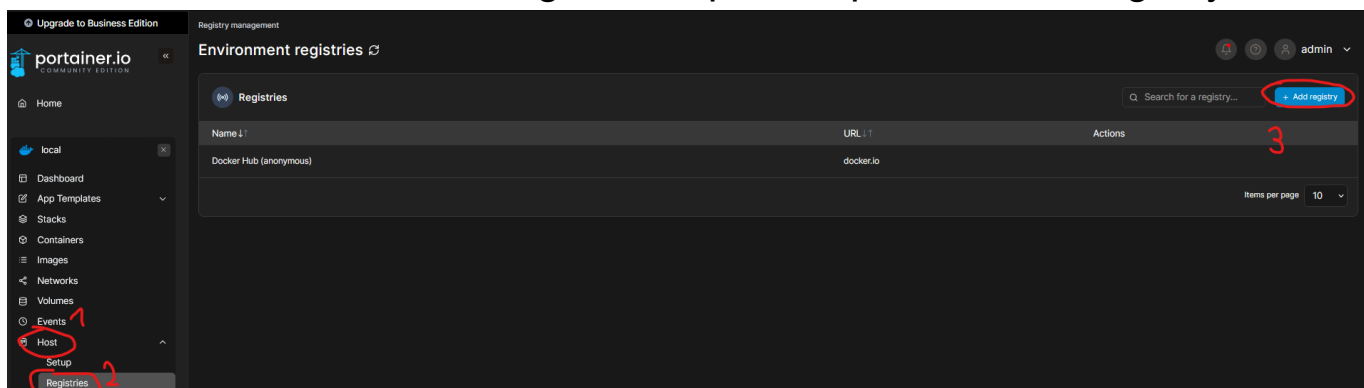 Upgrade to Business Edition
Registry management
portainer.io
COMMUNITY EDITION
Environment registries
admin
Home
Registries
Search for a registry...
+ Add registry
Name
URL
Actions
3
local
Docker Hub (anonymous)
docker.io
Dashboard
App Templates
Items per page 10
Stacks
Containers
Images
Networks
Volumes
Events 1
Host
Setup 2
Registries